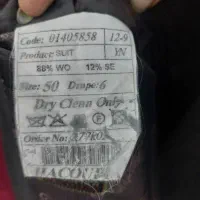 Code: 01405858 12-9
Produce: SUIT YN
88% WO 12% SE
Size: 50 Drope: 6
Dry Clean Only
Order No: